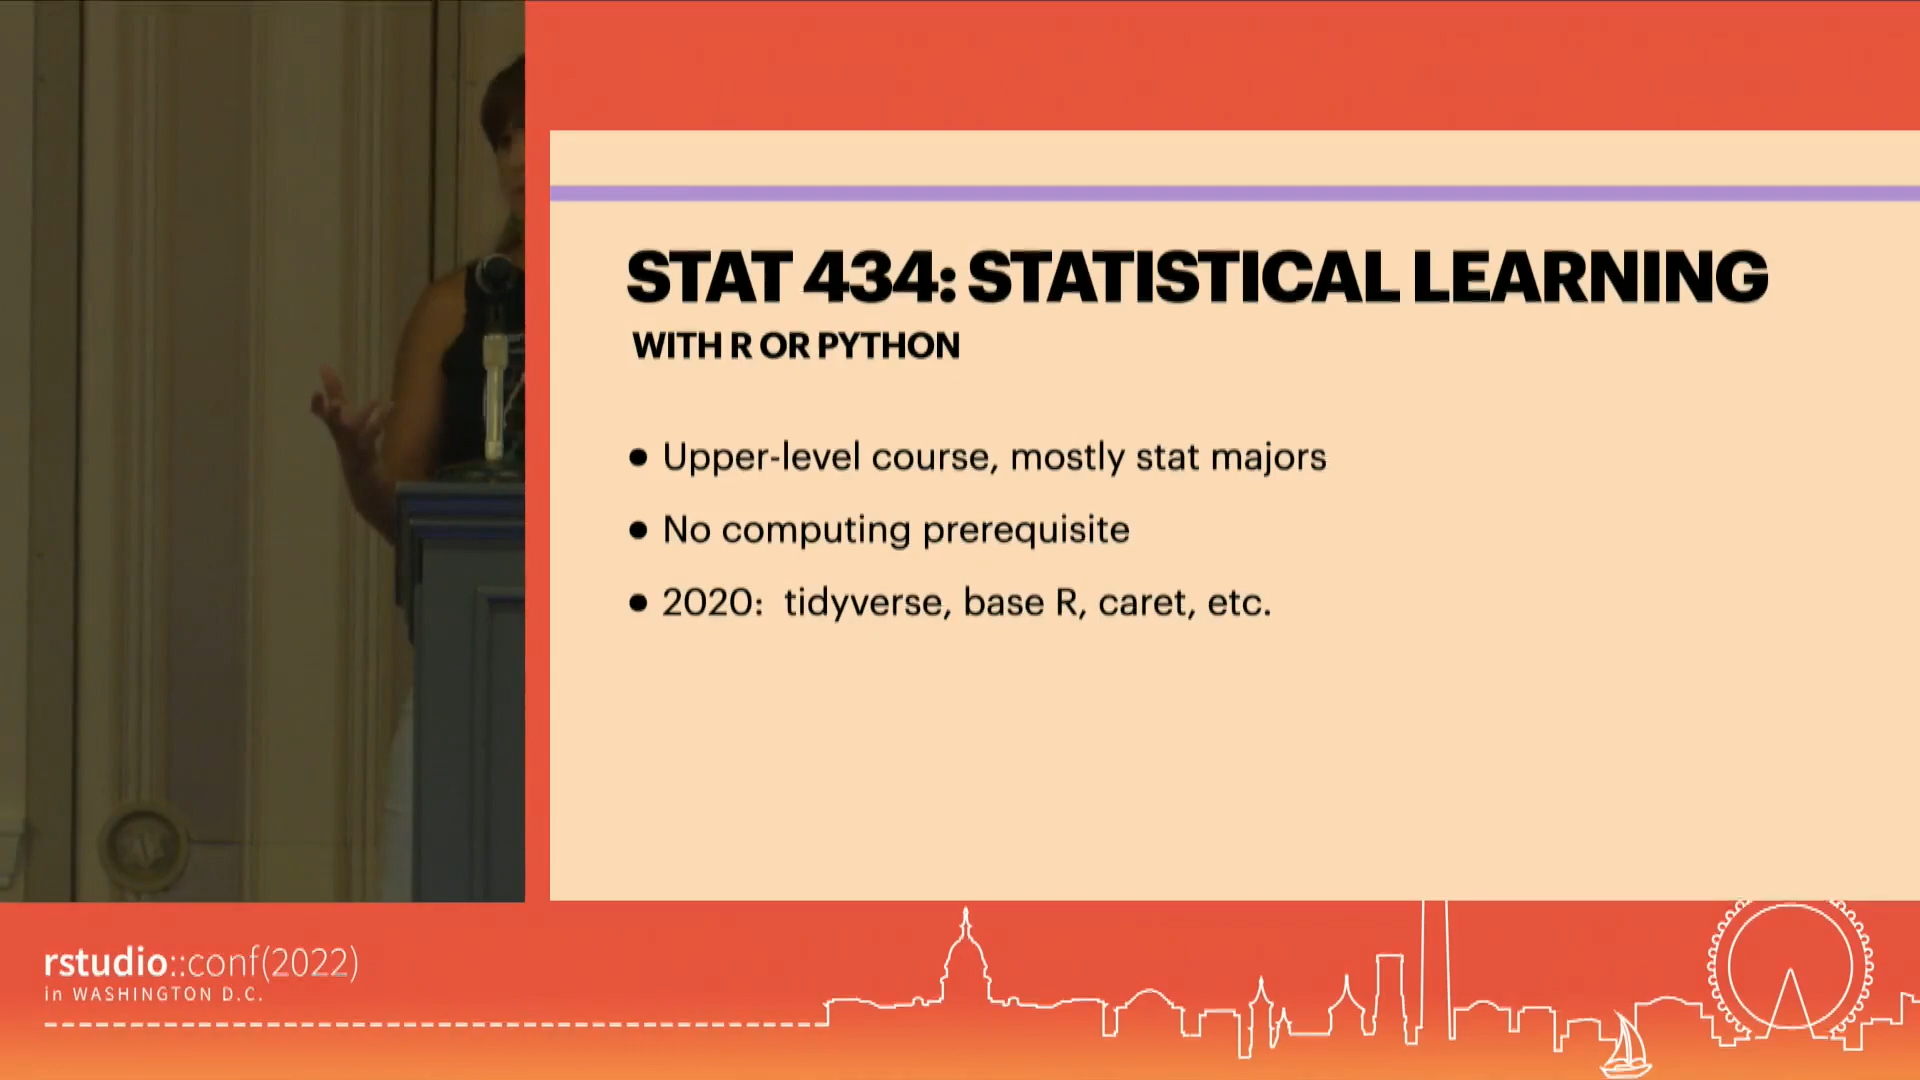 STAT 434: STATISTICAL LEARNING
WITH R OR PYTHON
• Upper-level course, mostly stat majors
• No computing prerequisite
• 2020: tidyverse, base R, caret, etc.
rstudio::conf(2022)
in WASHINGTON D.C.